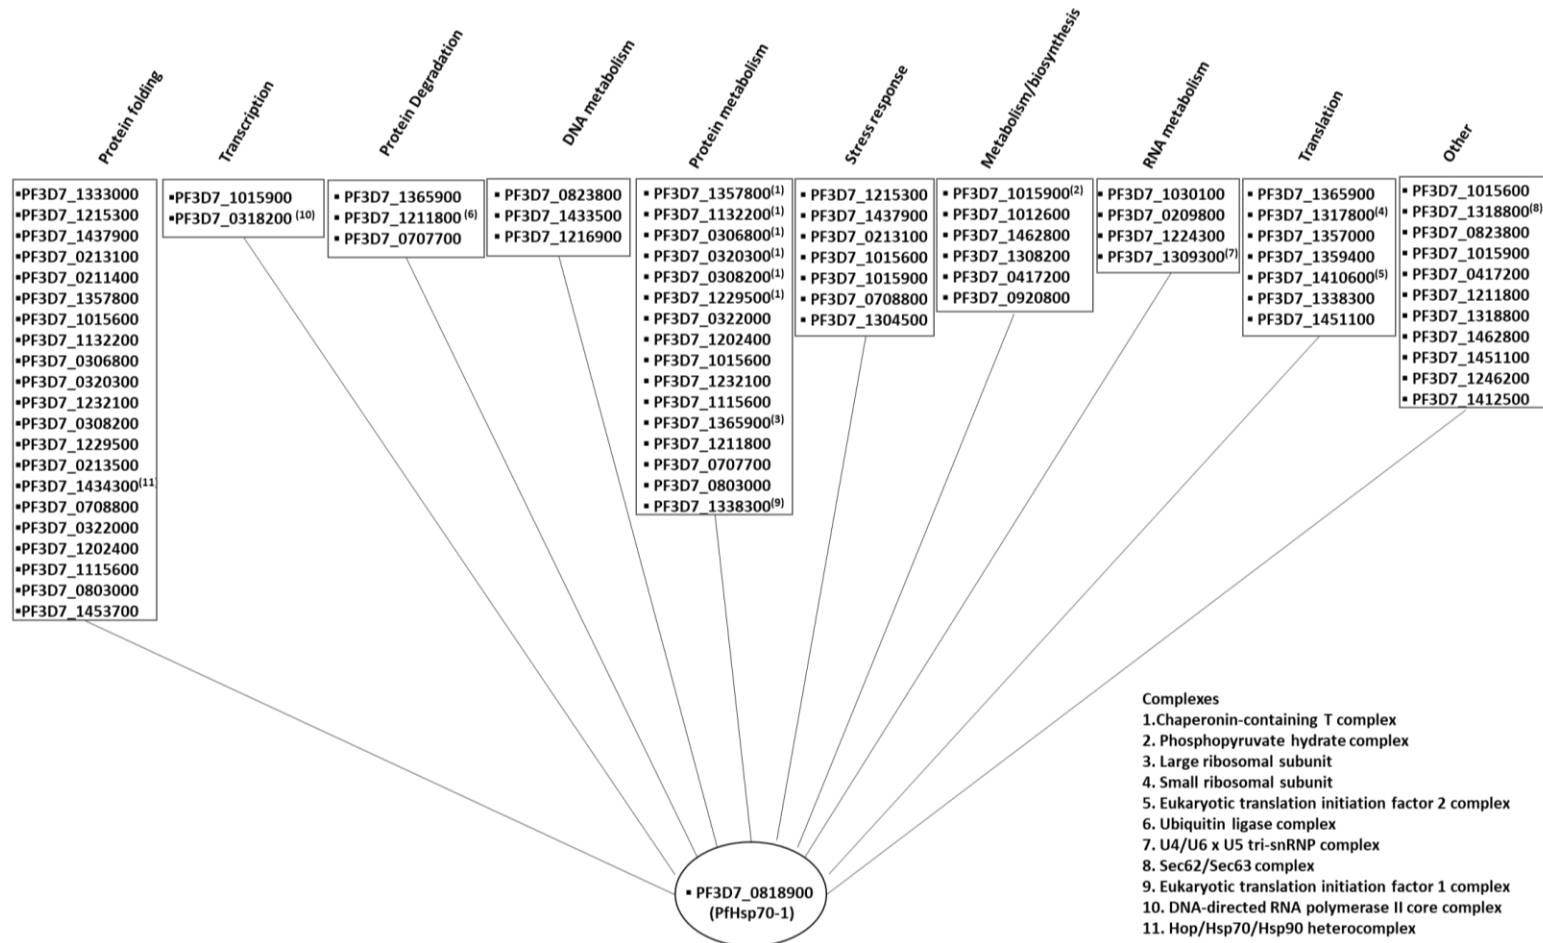 Protein folding
Transcription
Protein Degradation
DNA metabolism
Protein metabolism
Stress response
Metabolism/biosynthesis
RNA metabolism
Translation
Other
▪PF3D7_1333000
▪PF3D7_1215300
▪PF3D7_1437900
▪PF3D7_0213100
▪PF3D7_0211400
▪PF3D7_1357800
▪PF3D7_1015600
▪PF3D7_1132200
▪PF3D7_0306800
▪PF3D7_0320300
▪PF3D7_1232100
▪PF3D7_0308200
▪PF3D7_1229500
▪PF3D7_0213500
▪PF3D7_1434300(11)
▪PF3D7_0708800
▪PF3D7_0322000
▪PF3D7_1202400
▪PF3D7_1115600
▪PF3D7_0803000
▪PF3D7_1453700
▪PF3D7_1015900
▪PF3D7_0318200 (10)
▪ PF3D7_1365900
▪ PF3D7_1211800(6)
▪ PF3D7_0707700
▪ PF3D7_0823800
▪ PF3D7_1433500
▪ PF3D7_1216900
▪ PF3D7_1357800(1)
▪ PF3D7_1132200(1)
▪ PF3D7_0306800(1)
▪ PF3D7_0320300(1)
▪ PF3D7_0308200(1)
▪ PF3D7_1229500(1)
▪ PF3D7_0322000
▪ PF3D7_1202400
▪ PF3D7_1015600
▪ PF3D7_1232100
▪ PF3D7_1115600
▪ PF3D7_1365900(3)
▪ PF3D7_1211800
▪ PF3D7_0707700
▪ PF3D7_0803000
▪ PF3D7_1338300(9)
▪ PF3D7_1215300
▪ PF3D7_1437900
▪ PF3D7_0213100
▪ PF3D7_1015600
▪ PF3D7_1015900
▪ PF3D7_0708800
▪ PF3D7_1304500
▪ PF3D7_1015900(2)
▪ PF3D7_1012600
▪ PF3D7_1462800
▪ PF3D7_1308200
▪ PF3D7_0417200
▪ PF3D7_0920800
▪ PF3D7_1030100
▪ PF3D7_0209800
▪ PF3D7_1224300
▪ PF3D7_1309300(7)
▪ PF3D7_1365900
▪ PF3D7_1317800(4)
▪ PF3D7_1357000
▪ PF3D7_1359400
▪ PF3D7_1410600(5)
▪ PF3D7_1338300
▪ PF3D7_1451100
▪ PF3D7_1015600
▪ PF3D7_1318800(8)
▪ PF3D7_0823800
▪ PF3D7_1015900
▪ PF3D7_0417200
▪ PF3D7_1211800
▪ PF3D7_1318800
▪ PF3D7_1462800
▪ PF3D7_1451100
▪ PF3D7_1246200
▪ PF3D7_1412500
▪ PF3D7_0818900
(PfHsp70-1)
Complexes
1.Chaperonin-containing T complex
2. Phosphopyruvate hydrate complex
3. Large ribosomal subunit
4. Small ribosomal subunit
5. Eukaryotic translation initiation factor 2 complex
6. Ubiquitin ligase complex
7. U4/U6 x U5 tri-snRNP complex
8. Sec62/Sec63 complex
9. Eukaryotic translation initiation factor 1 complex
10. DNA-directed RNA polymerase II core complex
11. Hop/Hsp70/Hsp90 heterocomplex